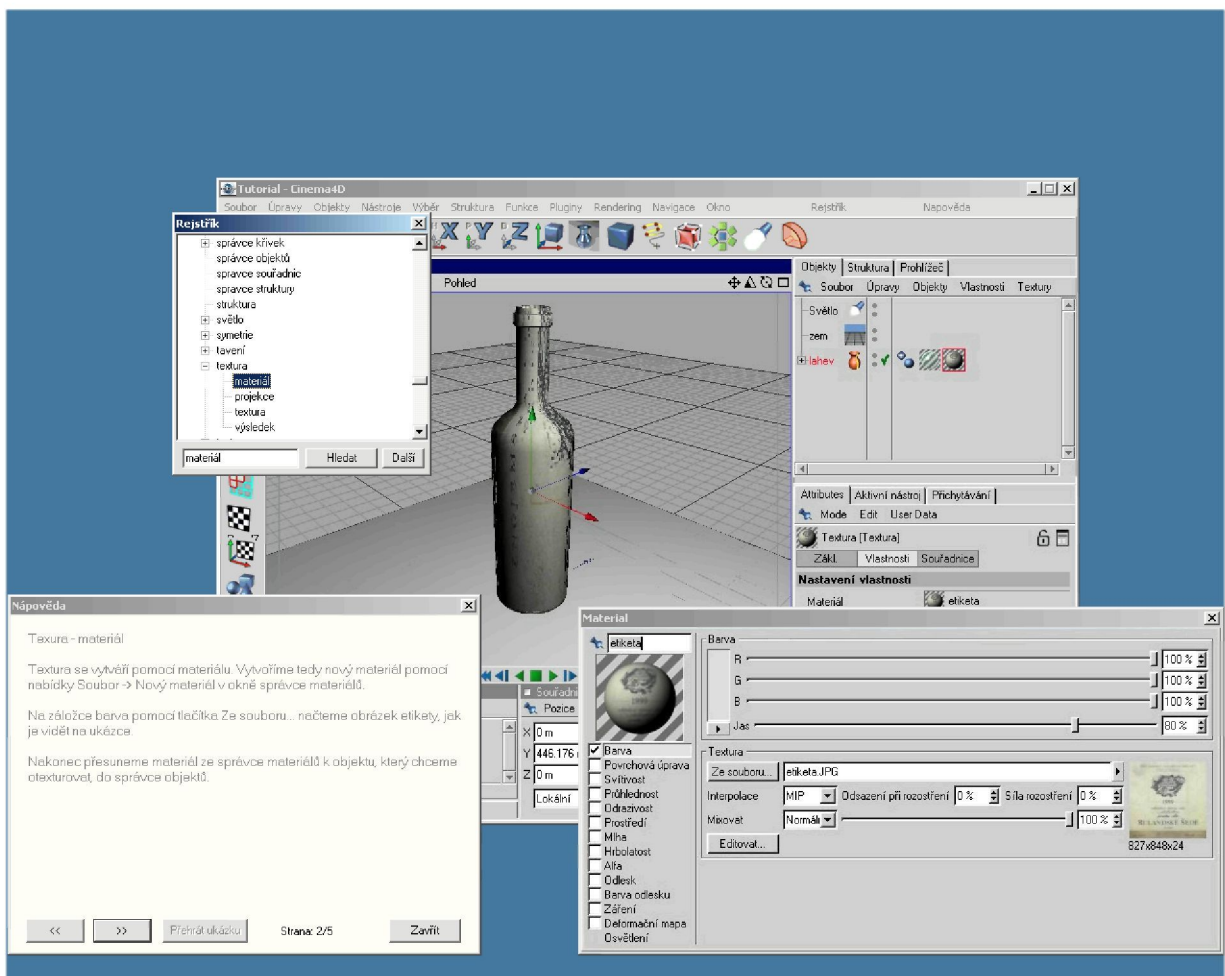 Tutorial - Cinema4D
Soubor Úpravy Objekty Nástroje Výběr Struktura Funkce Pluginy Rendering Navigace Okno Rejstřík Napověda
Rejstřík
správce křivek
správce objektů
spravce souřadnic
spravce struktury
struktura
světlo
symetrie
tavení
textura
materiál
projekce
textura
výsledek
materiál Hledat Další
X Y Z
Pohled
Objekty Struktura Prohlížeč
Soubor Úpravy Objekty Vlastnosti Textury
Světlo
zem
lahev
Attributes Aktivní nástroj Přichytávání
Mode Edit User Data
Textura [Textura]
Zákl. Vlastnosti Souřadnice
Nastavení vlastnosti
Materiál etiketa
Nápověda
Texura - materiál
Textura se vytváří pomocí materiálu. Vytvoříme tedy nový materiál pomocí
nabídky Soubor -> Nový materiál v okně správce materiálů.
Na záložce barva pomocí tlačítka Ze souboru... načteme obrázek etikety, jak
je vidět na ukázce.
Nakonec přesuneme materiál ze správce materiálů k objektu, který chceme
otexturovat, do správce objektů.
<< >> Přehrát ukázku Strana: 2/5 Zavřít
Souřadni
Pozice
X 0 m
Y 446.176
Z 0 m
Lokální
Material
etiketa
Barva
Povrchová úprava
Svítivost
Průhlednost
Odrazivost
Prostředí
Mlha
Hrbolatost
Alfa
Odlesk
Barva odlesku
Záření
Deformační mapa
Osvětlení
Barva
R 100 %
G 100 %
B 100 %
Jas 80 %
Textura
Ze souboru... etiketa.JPG
Interpolace MIP Odsazení při rozostření 0 % Síla rozostření 0 %
Mixovat Normál 100 %
Editovat...
RULANDSKÉ ŠEDÉ
827x848x24